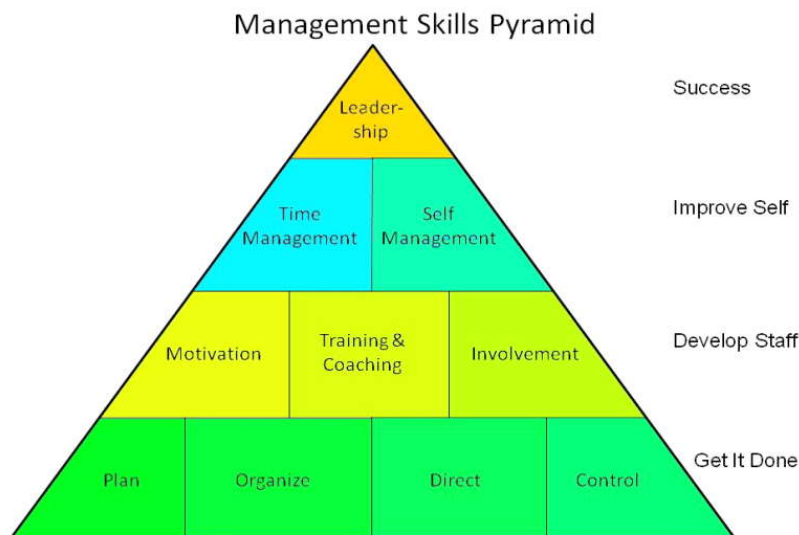 Management Skills Pyramid
Success
Leader-
ship
Improve Self
Time
Management
Self
Management
Develop Staff
Motivation
Training &
Coaching
Involvement
Get It Done
Plan
Organize
Direct
Control